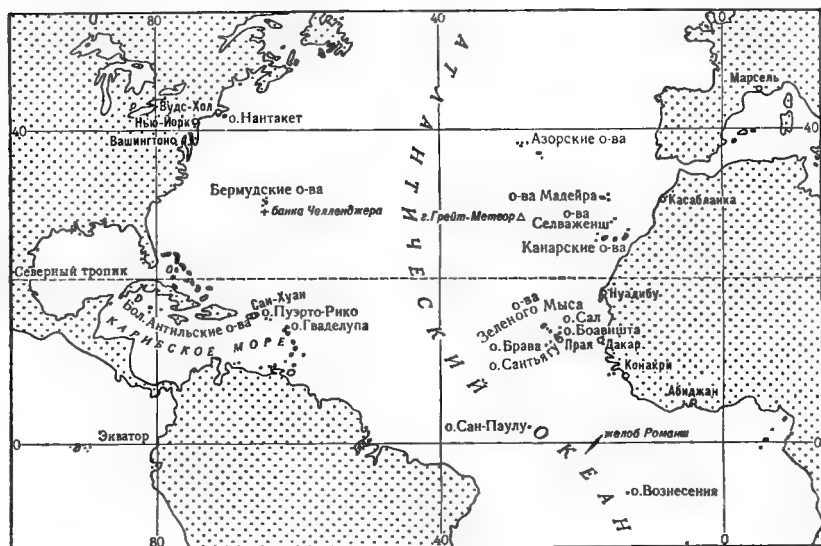 80
40
0
АТЛАНТИЧЕСКИЙ
ОКЕАН
Марсель
Вудс-Хол
Нью-Йорк
о.Нантакет
40
40
Вашингтон
Азорские о-ва
Бермудские о-ва
+ банка Челленджера
о-ва Мадейра
г.Грейт-Метеор
о-ва
Селваженш
Касабланка
Канарские о-ва
Северный тропик
Нуадибу
Сан-Хуан
о.Пуэрто-Рико
о.Гваделупа
Бол.Антильские о-ва
КАРИБСКОЕ МОРЕ
о-ва
Зеленого Мыса
о.Сал
о.Боавишта
о.Брава
Прая
Дакар
о.Сантьягу
Конакри
Абиджан
Экватор
о.Сан-Паулу
желоб Романш
0
0
о.Вознесения
80
40
0